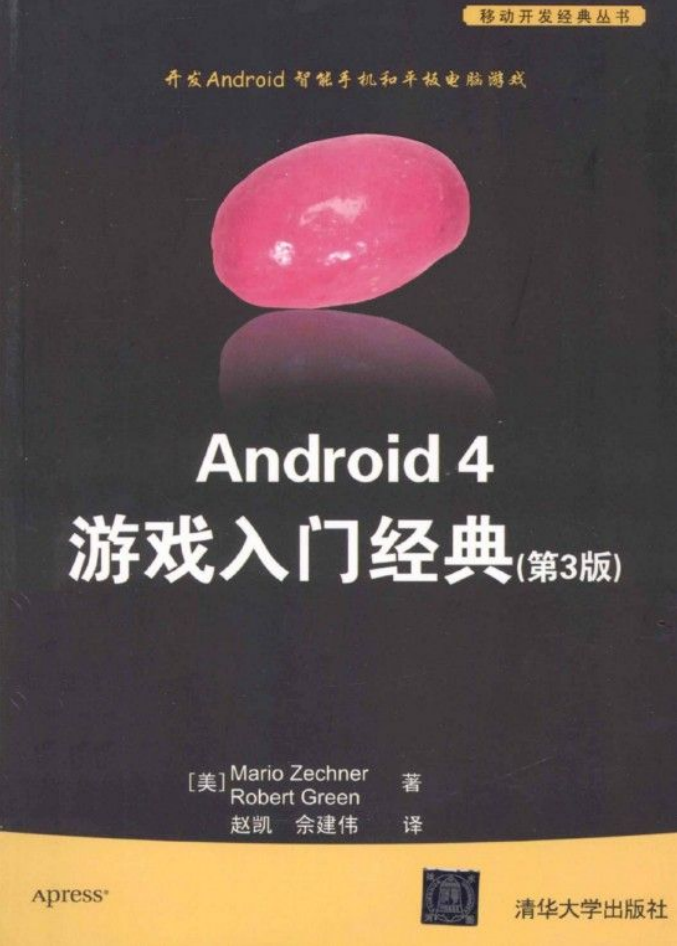 移动开发经典丛书
开发Android 智能手机和平板电脑游戏
Android 4
游戏入门经典(第3版)
[美] Mario Zechner 著
Robert Green
赵凯 佘建伟 译
Apress®
清华大学出版社